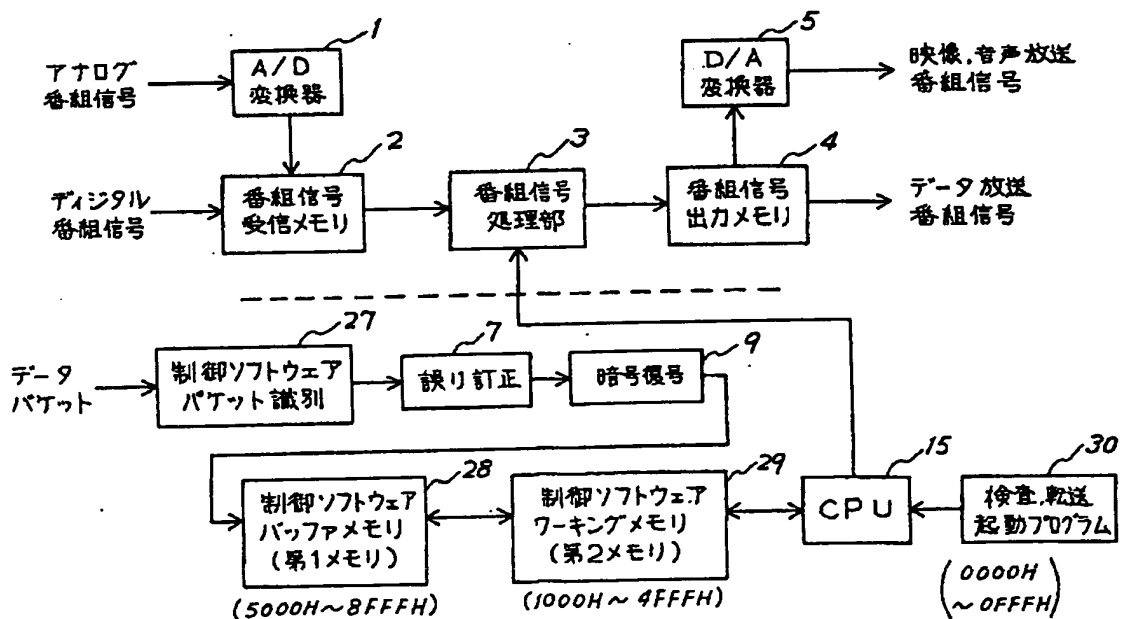 アナログ
番組信号
1
A/D
変換器
5
D/A
変換器
映像,音声放送
番組信号
ディジタル
番組信号
2
番組信号
受信メモリ
3
番組信号
処理部
4
番組信号
出力メモリ
データ放送
番組信号
データ
パケット
27
制御ソフトウェア
パケット識別
7
誤り訂正
9
暗号復号
28
制御ソフトウェア
バッファメモリ
(第1メモリ)
(5000H~8FFFH)
29
制御ソフトウェア
ワーキングメモリ
(第2メモリ)
(1000H~4FFFH)
15
CPU
30
検査,転送
起動プログラム
(0000H
~0FFFH)